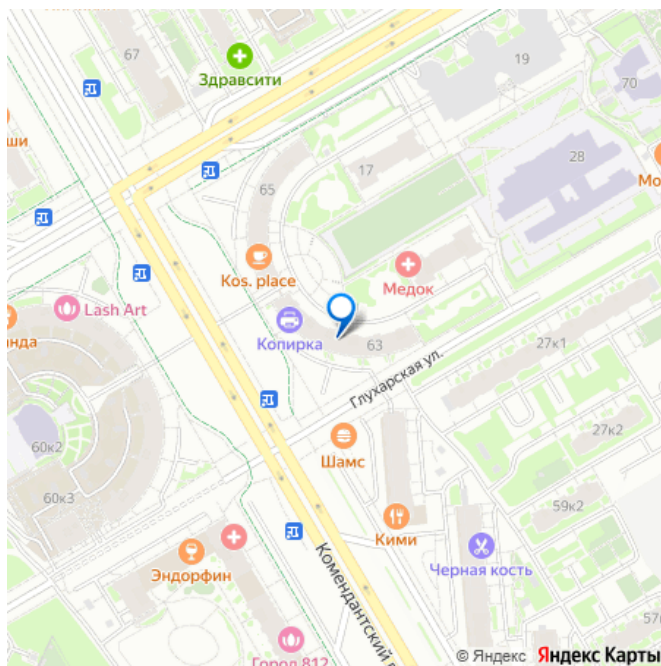 67
19
Здравсити
70
ши
28
17
65
Мо
Kos. place
Медок
Lash Art
нда
Копирка
63
27к1
Глухарская ул.
60к2
27к2
Шамс
60к3
59к2
Кими
Черная кость
Эндорфин
Комендантский п
57к
Город 812
© Яндекс Яндекс Карты